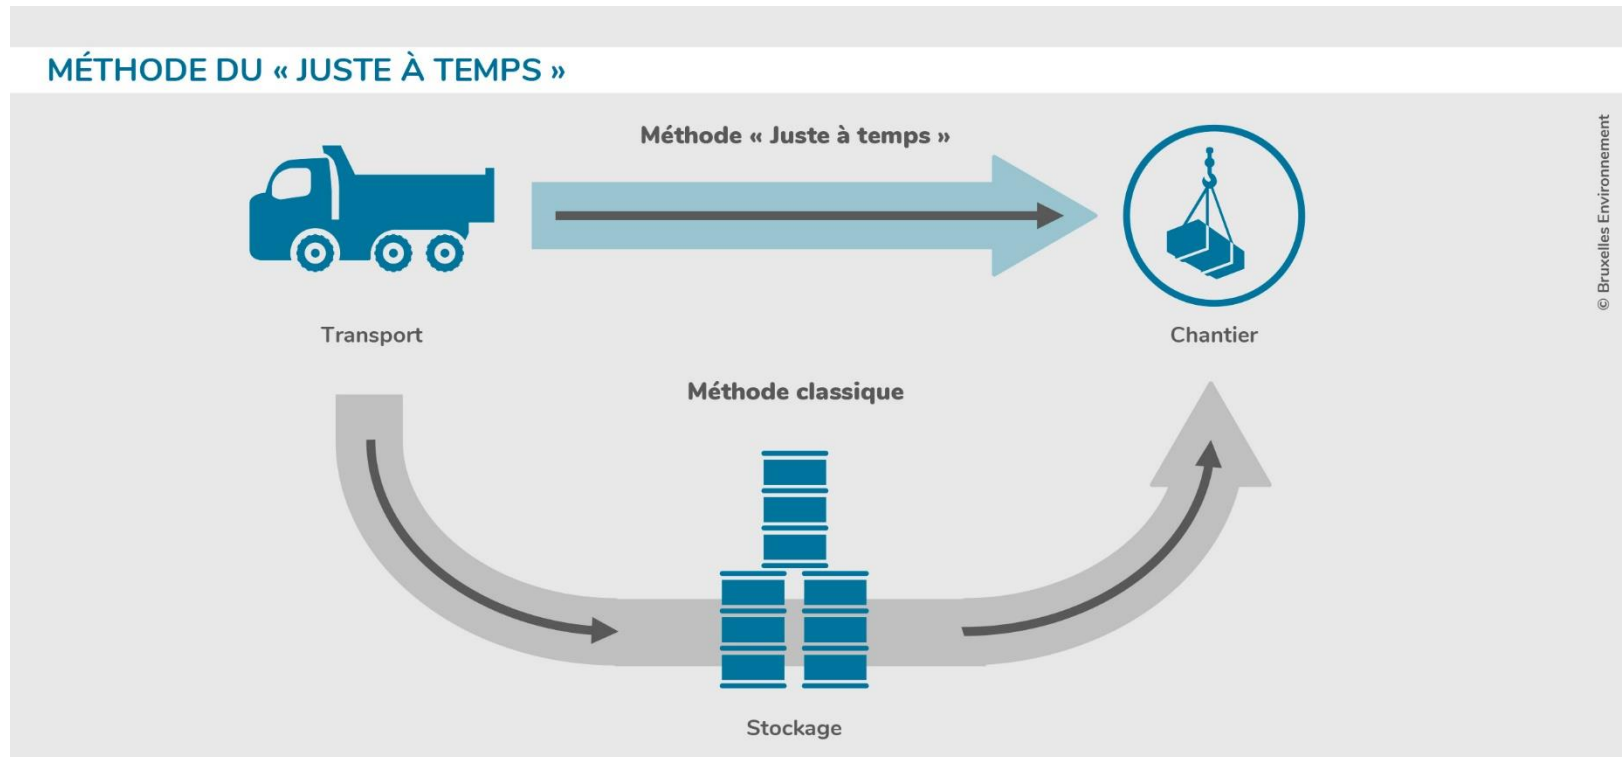 MÉTHODE DU « JUSTE À TEMPS »
Méthode « Juste à temps »
© Bruxelles Environnement
Transport
Chantier
Méthode classique
Stockage